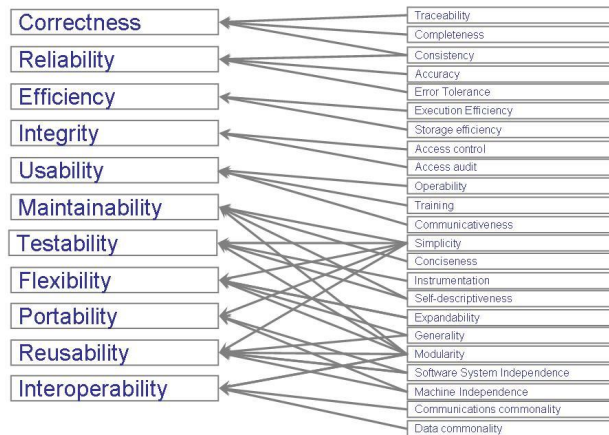 Correctness
Reliability
Efficiency
Integrity
Usability
Maintainability
Testability
Flexibility
Portability
Reusability
Interoperability
Traceability
Completeness
Consistency
Accuracy
Error Tolerance
Execution Efficiency
Storage efficiency
Access control
Access audit
Operability
Training
Communicativeness
Simplicity
Conciseness
Instrumentation
Self-descriptiveness
Expandability
Generality
Modularity
Software System Independence
Machine Independence
Communications commonality
Data commonality